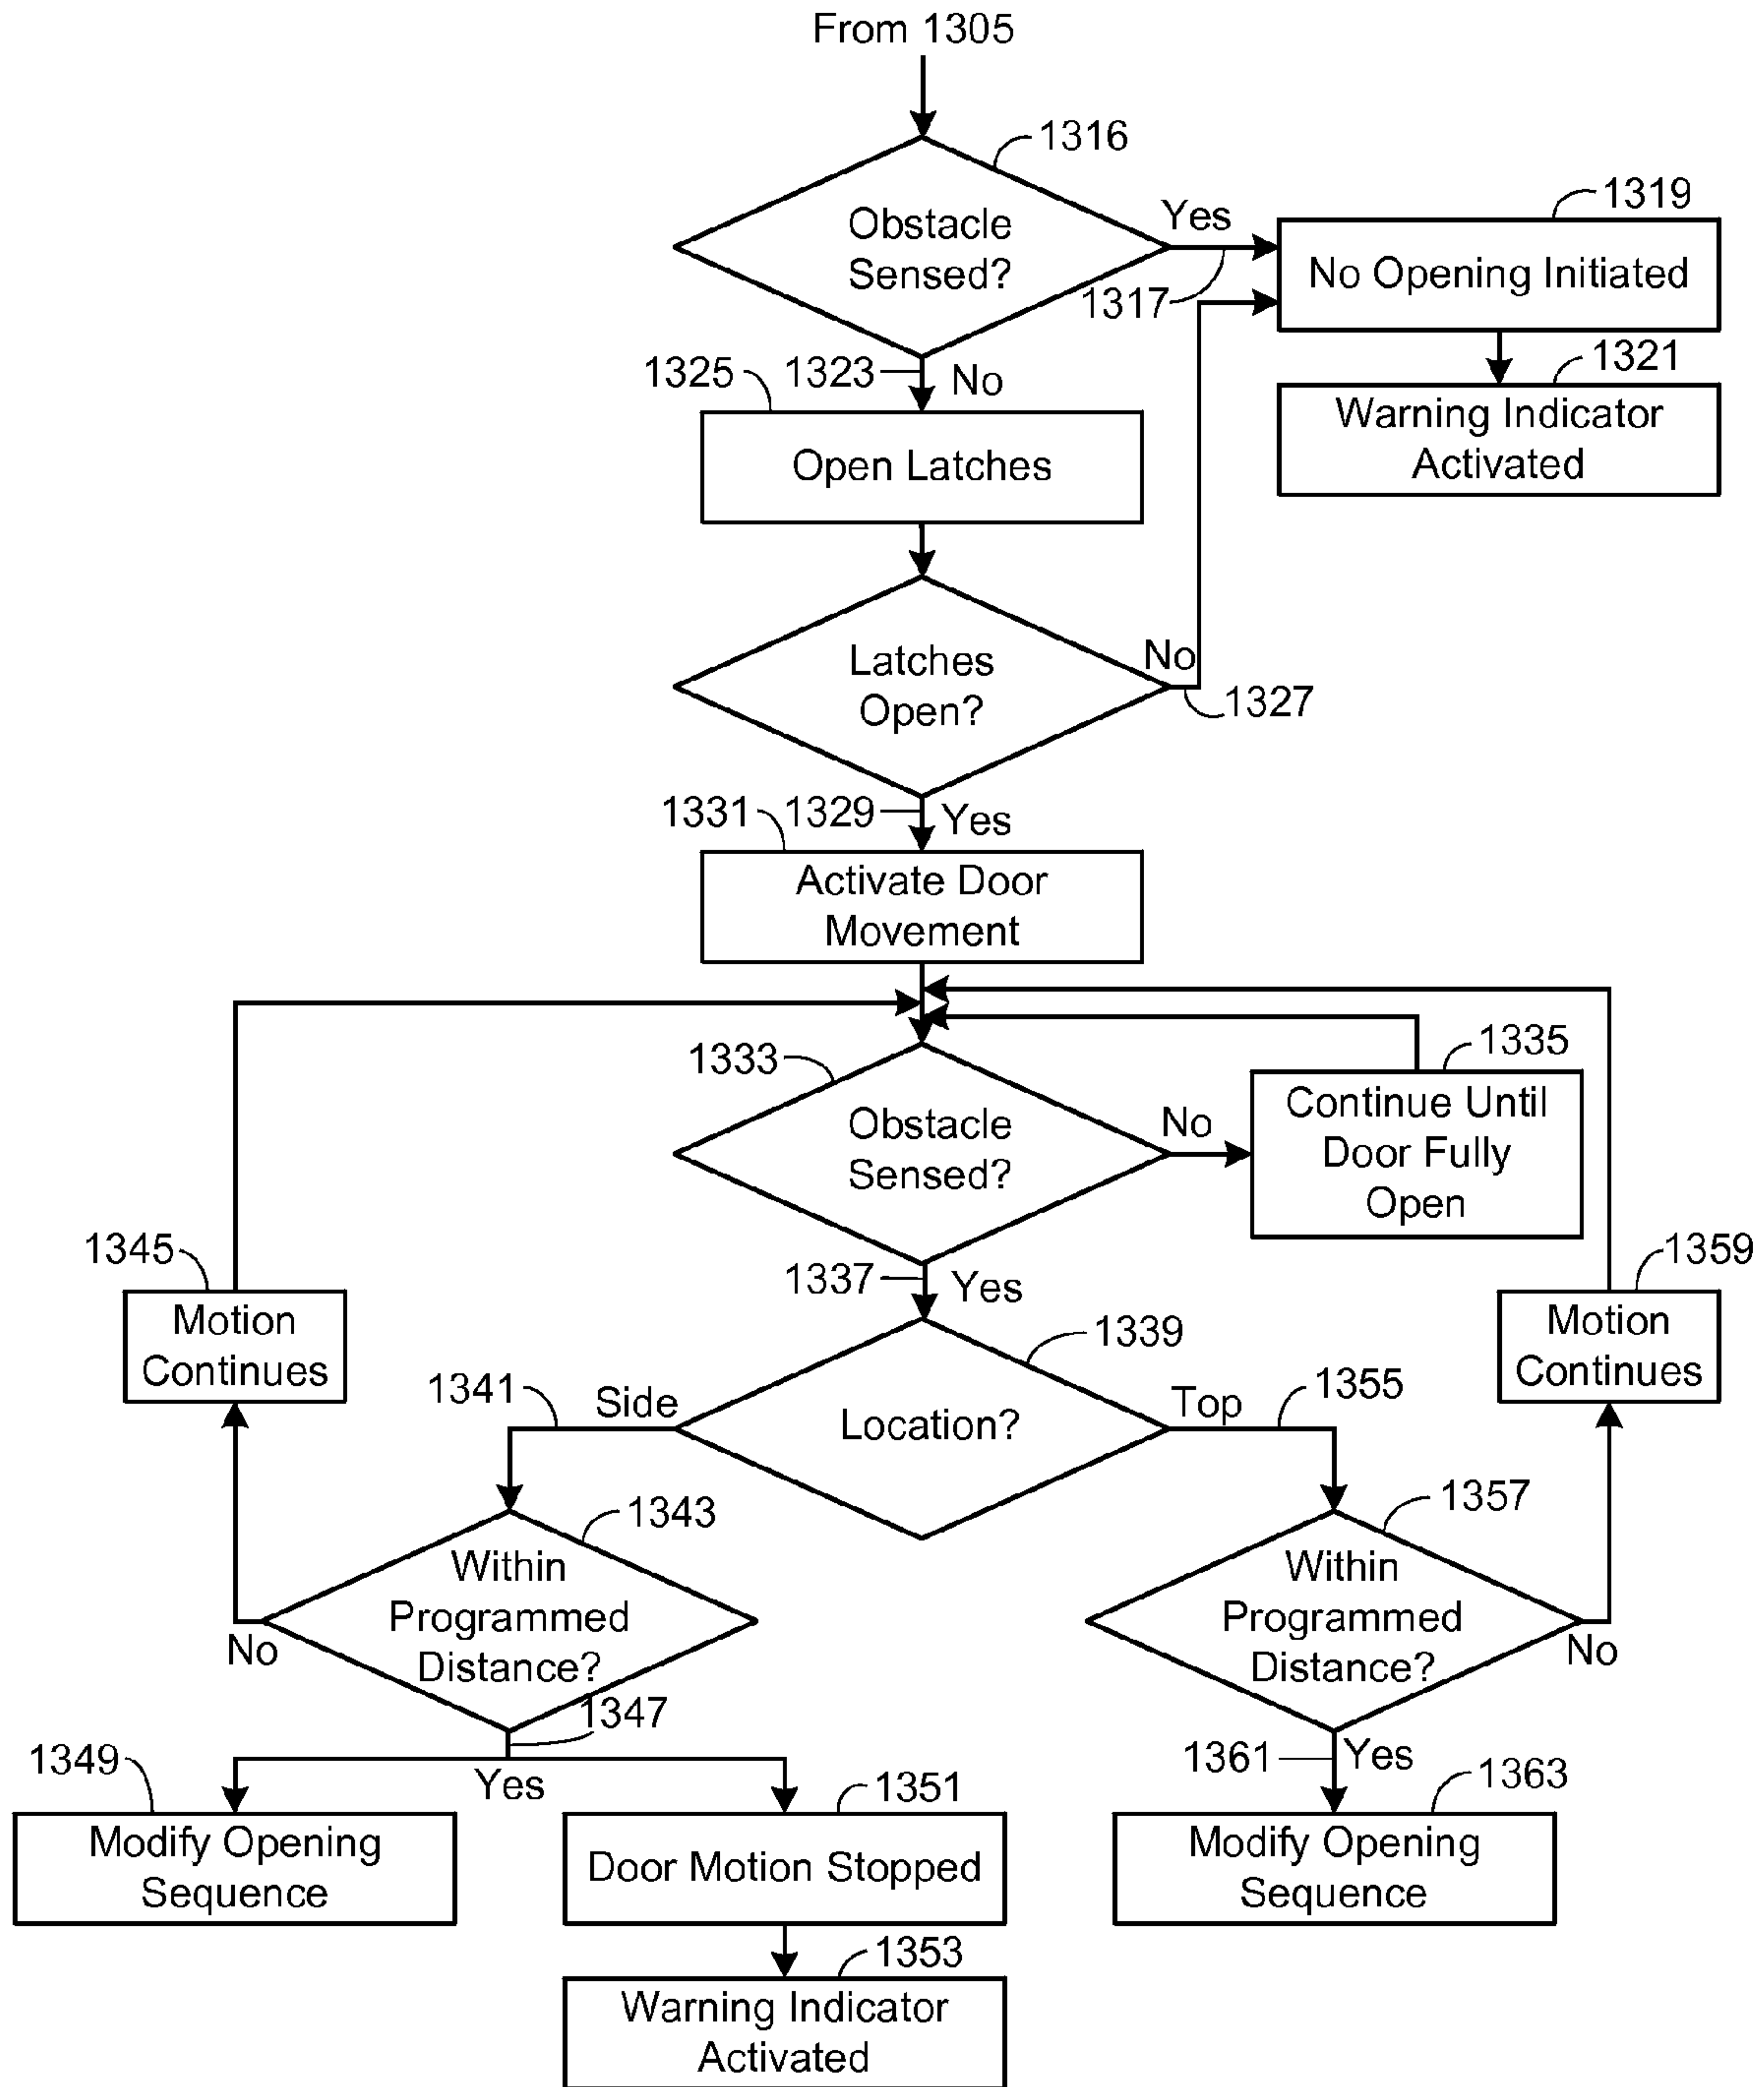 From 1305
1316
Obstacle
Sensed?
Yes
1317
1319
No Opening Initiated
1321
Warning Indicator
Activated
1323
No
1325
Open Latches
Latches
Open?
No
1327
1329
Yes
1331
Activate Door
Movement
1333
Obstacle
Sensed?
No
1335
Continue Until
Door Fully
Open
1337
Yes
1339
Location?
1341
Side
Top
1355
1345
Motion
Continues
1359
Motion
Continues
1343
Within
Programmed
Distance?
No
1357
Within
Programmed
Distance?
No
1347
Yes
1349
Modify Opening
Sequence
1351
Door Motion Stopped
1353
Warning Indicator
Activated
1361
Yes
1363
Modify Opening
Sequence